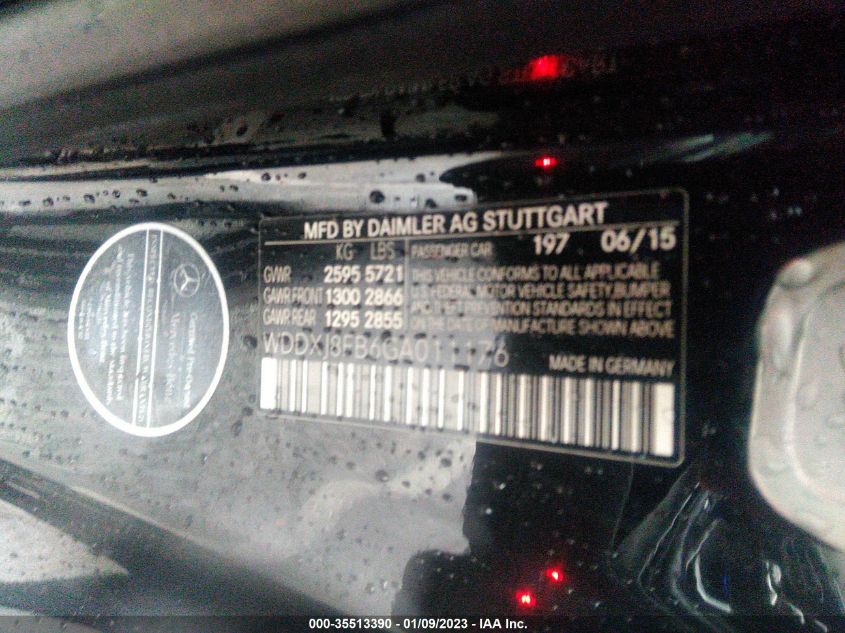 MFD BY DAIMLER AG STUTTGART
KG LBS PASSENGER CAR 197 06/15
GVWR 2595 5721 THIS VEHICLE CONFORMS TO ALL APPLICABLE
GAWR FRONT 1300 2866 U.S. FEDERAL MOTOR VEHICLE SAFETY, BUMPER
GAWR REAR 1295 2855 AND THEFT PREVENTION STANDARDS IN EFFECT
ON THE DATE OF MANUFACTURE SHOWN ABOVE
WDDXJ8FB6GA011176 MADE IN GERMANY
000-35513390 - 01/09/2023 - IAA Inc.